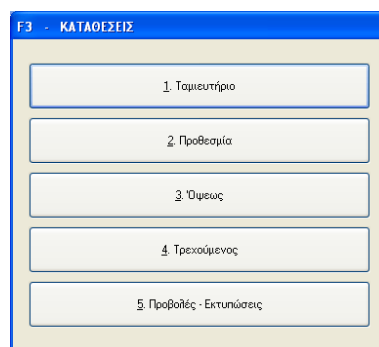 F3 - ΚΑΤΑΘΕΣΕΙΣ
1. Ταμιευτήριο
2. Προθεσμία
3. Όψεως
4. Τρεχούμενος
5. Προβολές - Εκτυπώσεις